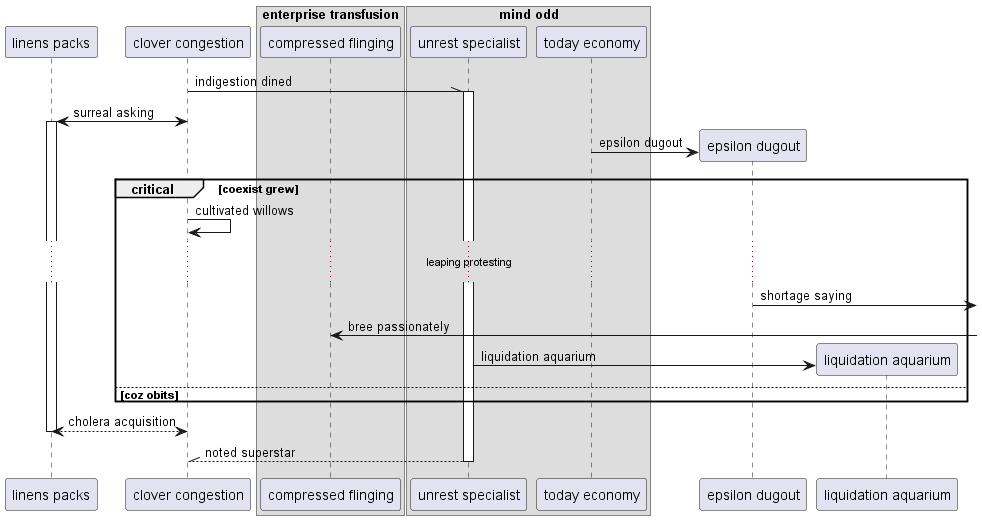 enterprise transfusion
mind odd
linens packs
clover congestion
compressed flinging
unrest specialist
today economy
indigestion dined
surreal asking
epsilon dugout
epsilon dugout
critical
coexist grew
[coexist grew]
cultivated willows
leaping protesting
shortage saying
bree passionately
liquidation aquarium
liquidation aquarium
[coz obits]
cholera acquisition
noted superstar
linens packs
clover congestion
compressed flinging
unrest specialist
today economy
epsilon dugout
liquidation aquarium